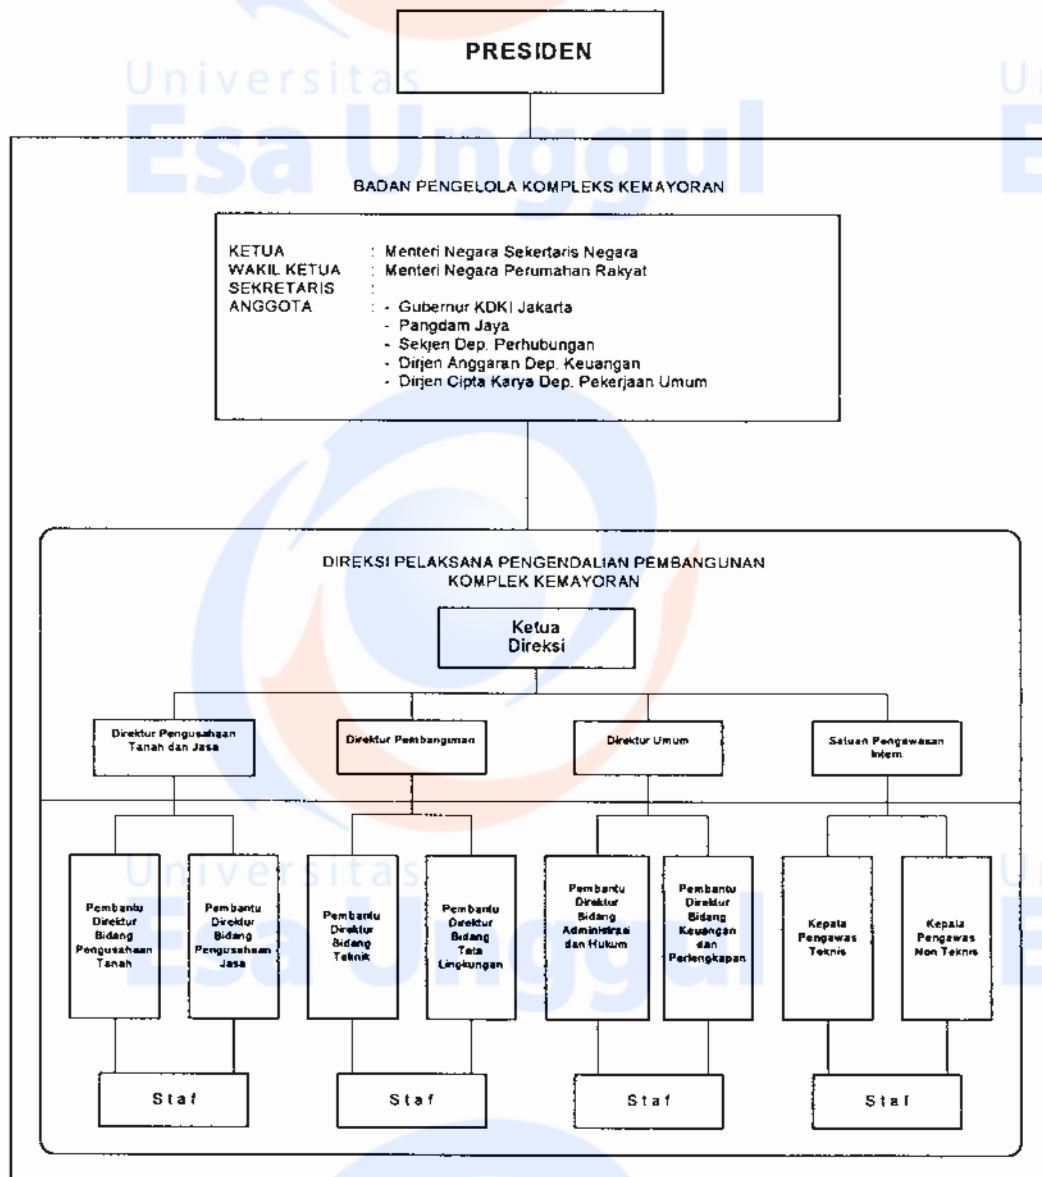 PRESIDEN
Universitas
Esa Unggul
BADAN PENGELOLA KOMPLEKS KEMAYORAN
KETUA : Menteri Negara Sekertaris Negara
WAKIL KETUA : Menteri Negara Perumahan Rakyat
SEKRETARIS :
ANGGOTA : - Gubernur KDKI Jakarta
- Pangdam Jaya
- Sekjen Dep. Perhubungan
- Dirjen Anggaran Dep. Keuangan
- Dirjen Cipta Karya Dep. Pekerjaan Umum
DIREKSI PELAKSANA PENGENDALIAN PEMBANGUNAN
KOMPLEK KEMAYORAN
Ketua
Direksi
Direktur Pengusahaan
Tanah dan Jasa
Direktur Pembangunan
Direktur Umum
Satuan Pengawasan
Intern
Universitas
Esa Unggul
Pembantu
Direktur
Bidang
Pengusahaan
Tanah
Pembantu
Direktur
Bidang
Pengusahaan
Jasa
Pembantu
Direktur
Bidang
Teknik
Pembantu
Direktur
Bidang
Tata
Lingkungan
Pembantu
Direktur
Bidang
Administrasi
dan Hukum
Pembantu
Direktur
Bidang
Keuangan
dan
Perlengkapan
Kepala
Pengawas
Teknis
Kepala
Pengawas
Non Teknis
Staf
Staf
Staf
Staf